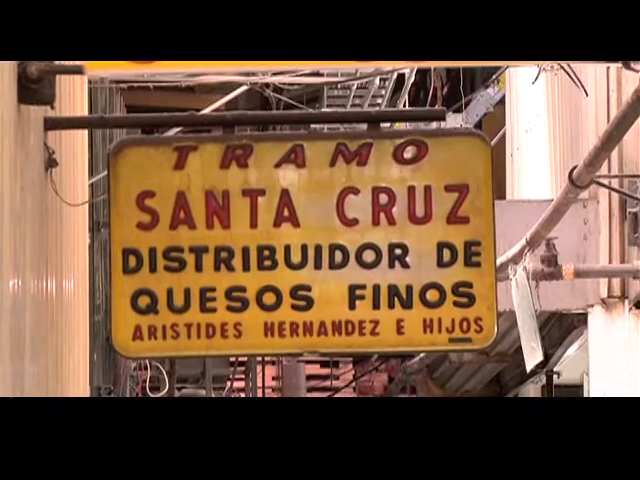 TRAMO
SANTA CRUZ
DISTRIBUIDOR DE
QUESOS FINOS
ARISTIDES HERNANDEZ E HIJOS